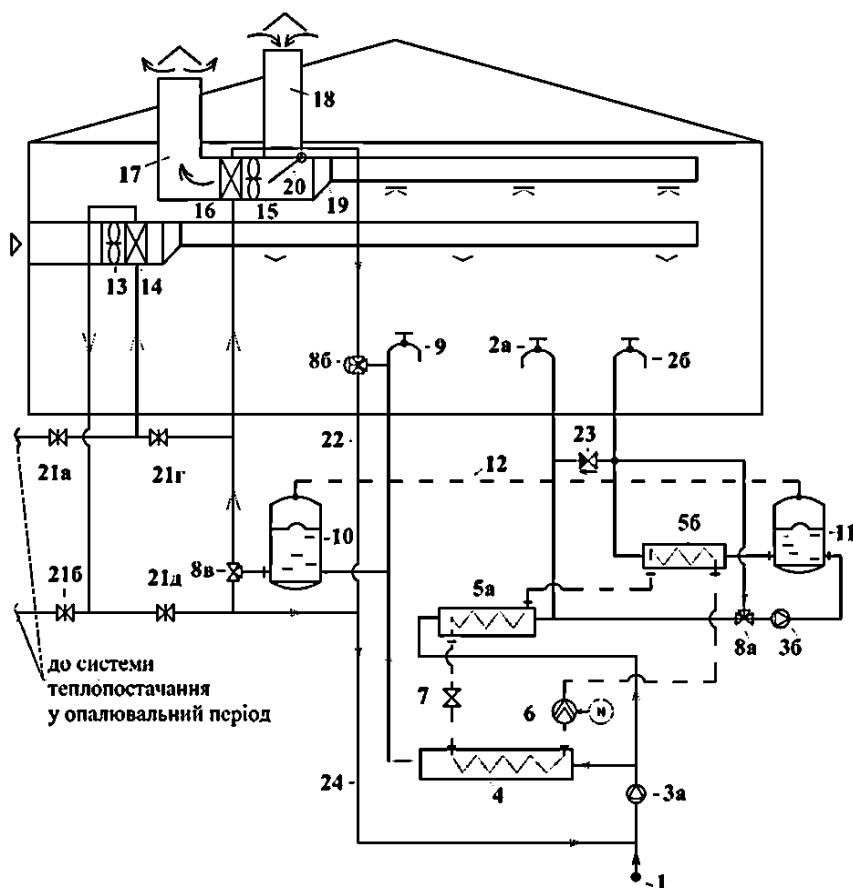 18
17
20
16 15 19
13 14
8б 9 2а 2б
22 23
21а 21г 12
10 5б 11
8в
21б 21д 5а
8а 3б
до системи
теплопостачання
у опалювальний період
7 6 N
24 4 3а
1